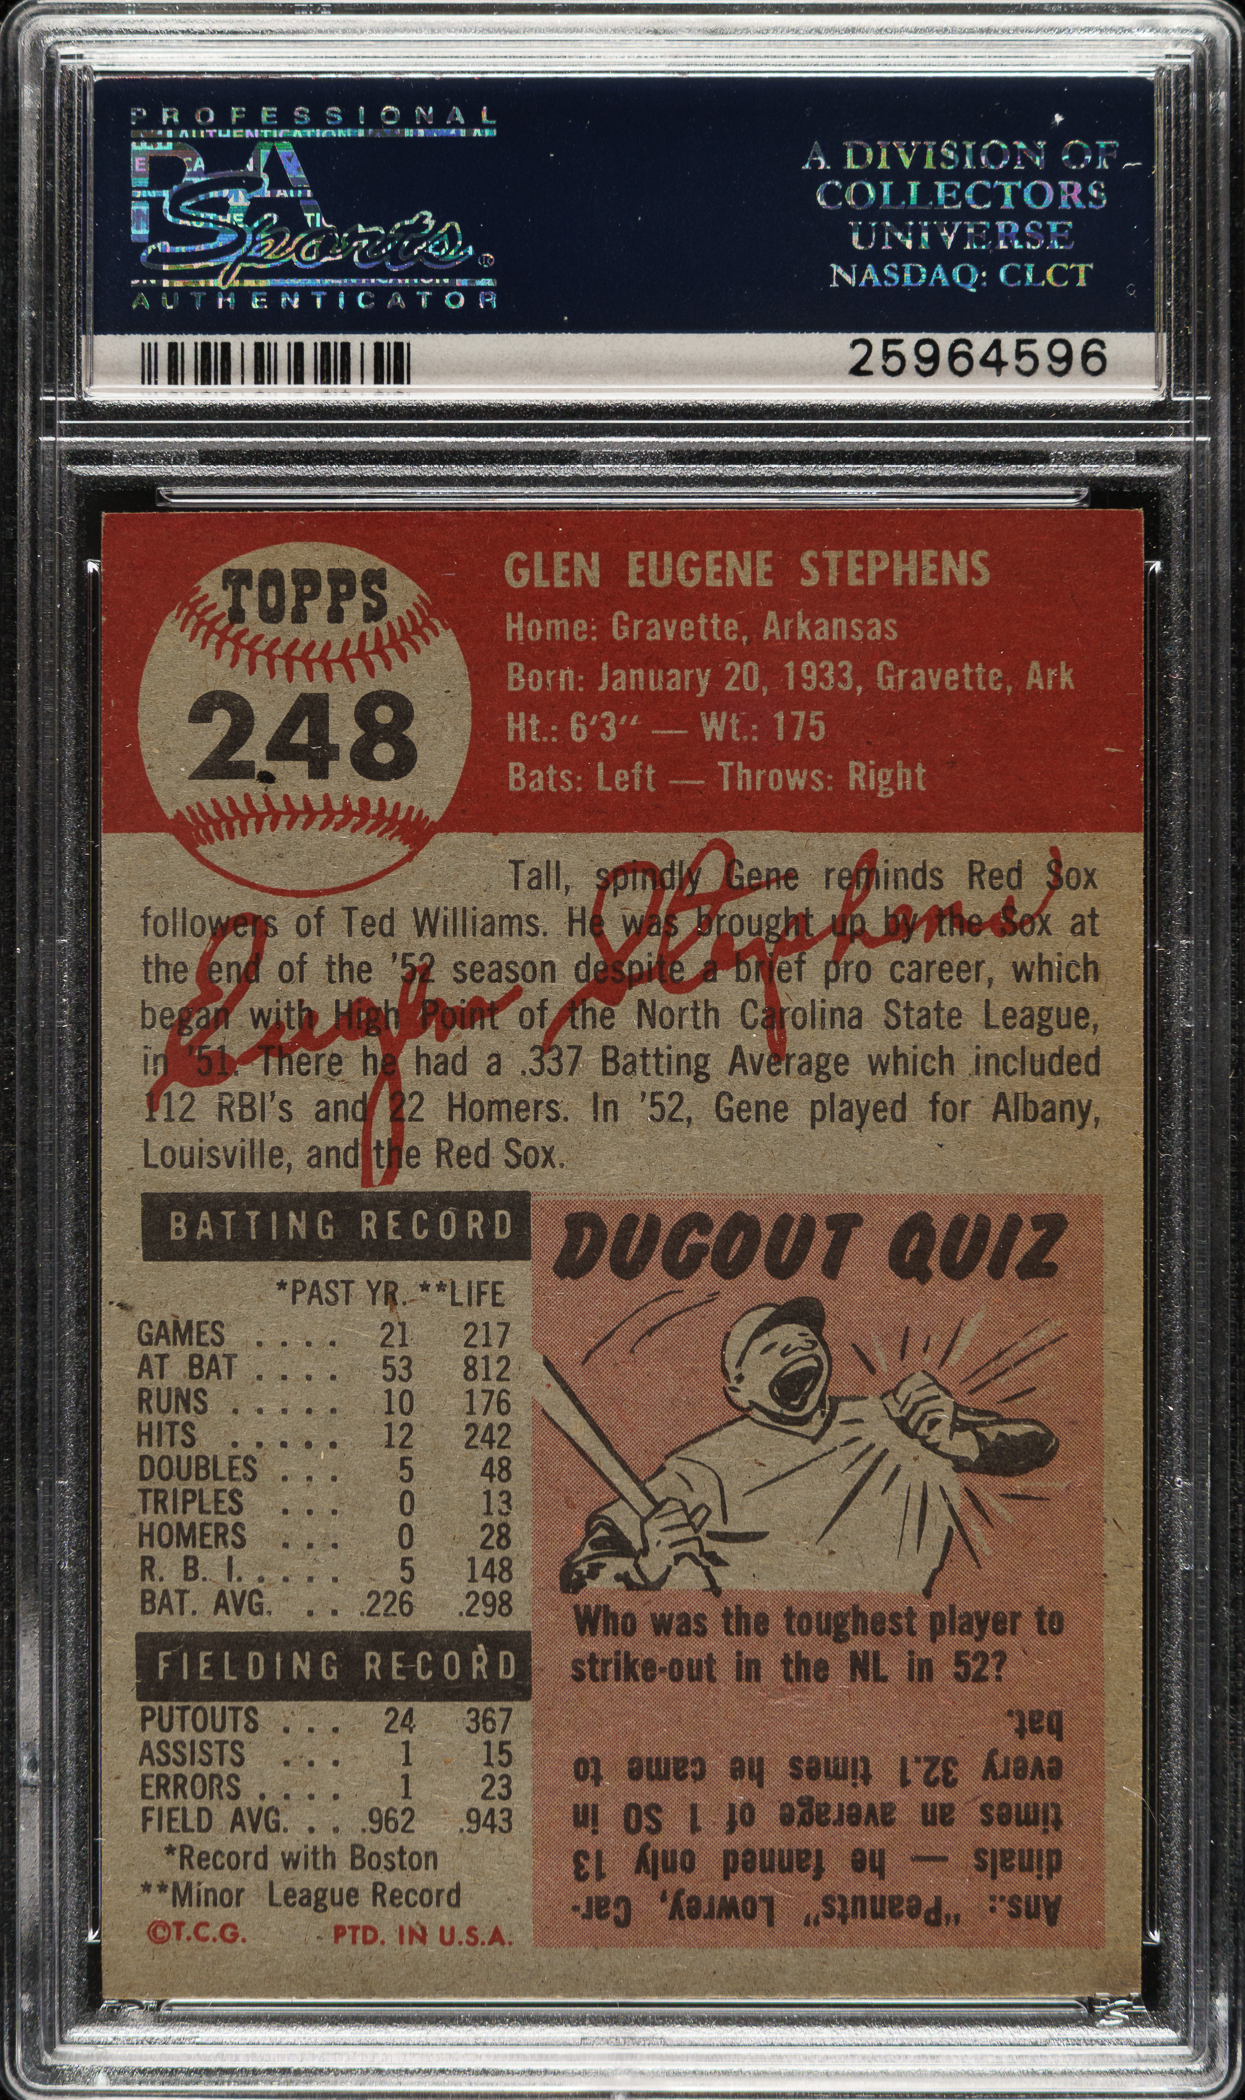 PROFESSIONAL
PSA
Sports®
AUTHENTICATOR
A DIVISION OF
COLLECTORS
UNIVERSE
NASDAQ: CLCT
25964596
TOPPS
248
GLEN EUGENE STEPHENS
Home: Gravette, Arkansas
Born: January 20, 1933, Gravette, Ark
Ht.: 6'3" — Wt.: 175
Bats: Left — Throws: Right
Eugene Stephens
Tall, spindly Gene reminds Red Sox
followers of Ted Williams. He was brought up by the Sox at
the end of the '52 season despite a brief pro career, which
began with High Point of the North Carolina State League,
in '51. There he had a .337 Batting Average which included
112 RBI's and 22 Homers. In '52, Gene played for Albany,
Louisville, and the Red Sox.
BATTING RECORD
*PAST YR. **LIFE
GAMES .... 21 217
AT BAT .... 53 812
RUNS ..... 10 176
HITS ..... 12 242
DOUBLES ... 5 48
TRIPLES ... 0 13
HOMERS ... 0 28
R. B. I..... 5 148
BAT. AVG. .. .226 .298
FIELDING RECORD
PUTOUTS ... 24 367
ASSISTS ... 1 15
ERRORS .... 1 23
FIELD AVG. .. .962 .943
*Record with Boston
**Minor League Record
©T.C.G. PTD. IN U.S.A.
DUGOUT QUIZ
Who was the toughest player to
strike-out in the NL in 52?
Ans.: "Peanuts" Lowrey, Car-
dinals — he fanned only 13
times an average of 1 SO in
every 32.1 times he came to
bat.